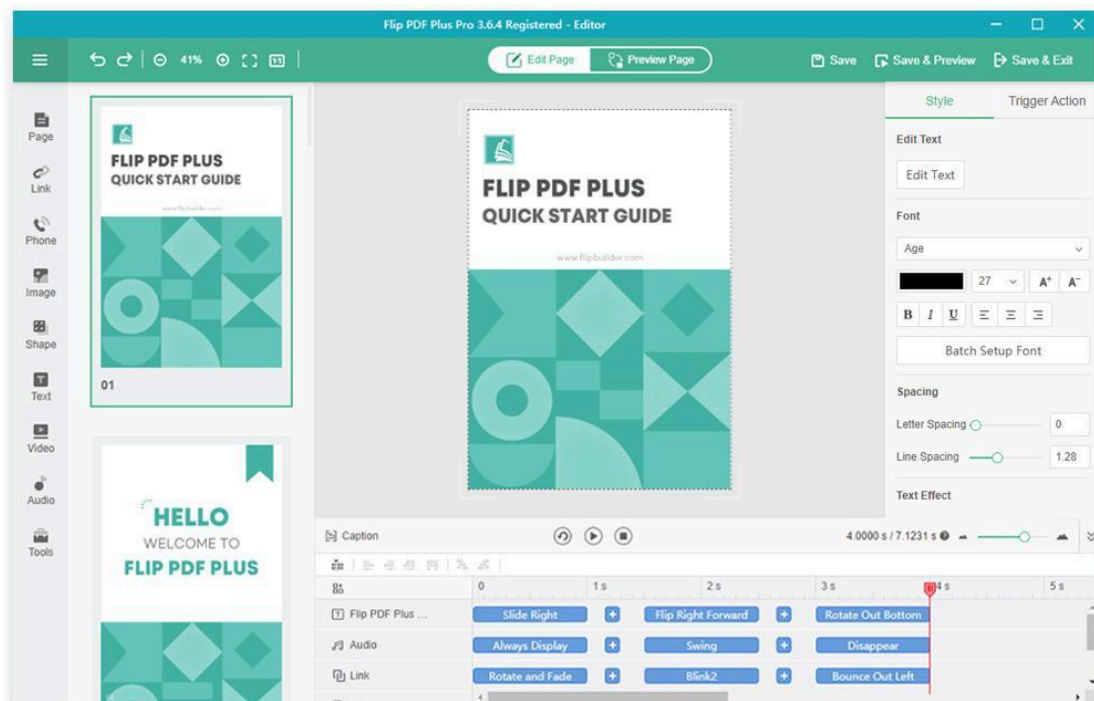 Flip PDF Plus Pro 3.6.4 Registered - Editor
41%
1:1
Edit Page
Preview Page
Save
Save & Preview
Save & Exit
Page
Link
Phone
Image
Shape
Text
Video
Audio
Tools
FLIP PDF PLUS
QUICK START GUIDE
www.flipbuilder.com
01
HELLO
WELCOME TO
FLIP PDF PLUS
FLIP PDF PLUS
QUICK START GUIDE
www.flipbuilder.com
Style Trigger Action
Edit Text
Edit Text
Font
Age
27 A+ A-
B I U
Batch Setup Font
Spacing
Letter Spacing 0
Line Spacing 1.28
Text Effect
Caption
4.0000 s / 7.1231 s
0 1 s 2 s 3 s 4 s 5 s
Flip PDF Plus ... Slide Right + Flip Right Forward + Rotate Out Bottom
Audio Always Display + Swing + Disappear
Link Rotate and Fade + Blink2 + Bounce Out Left